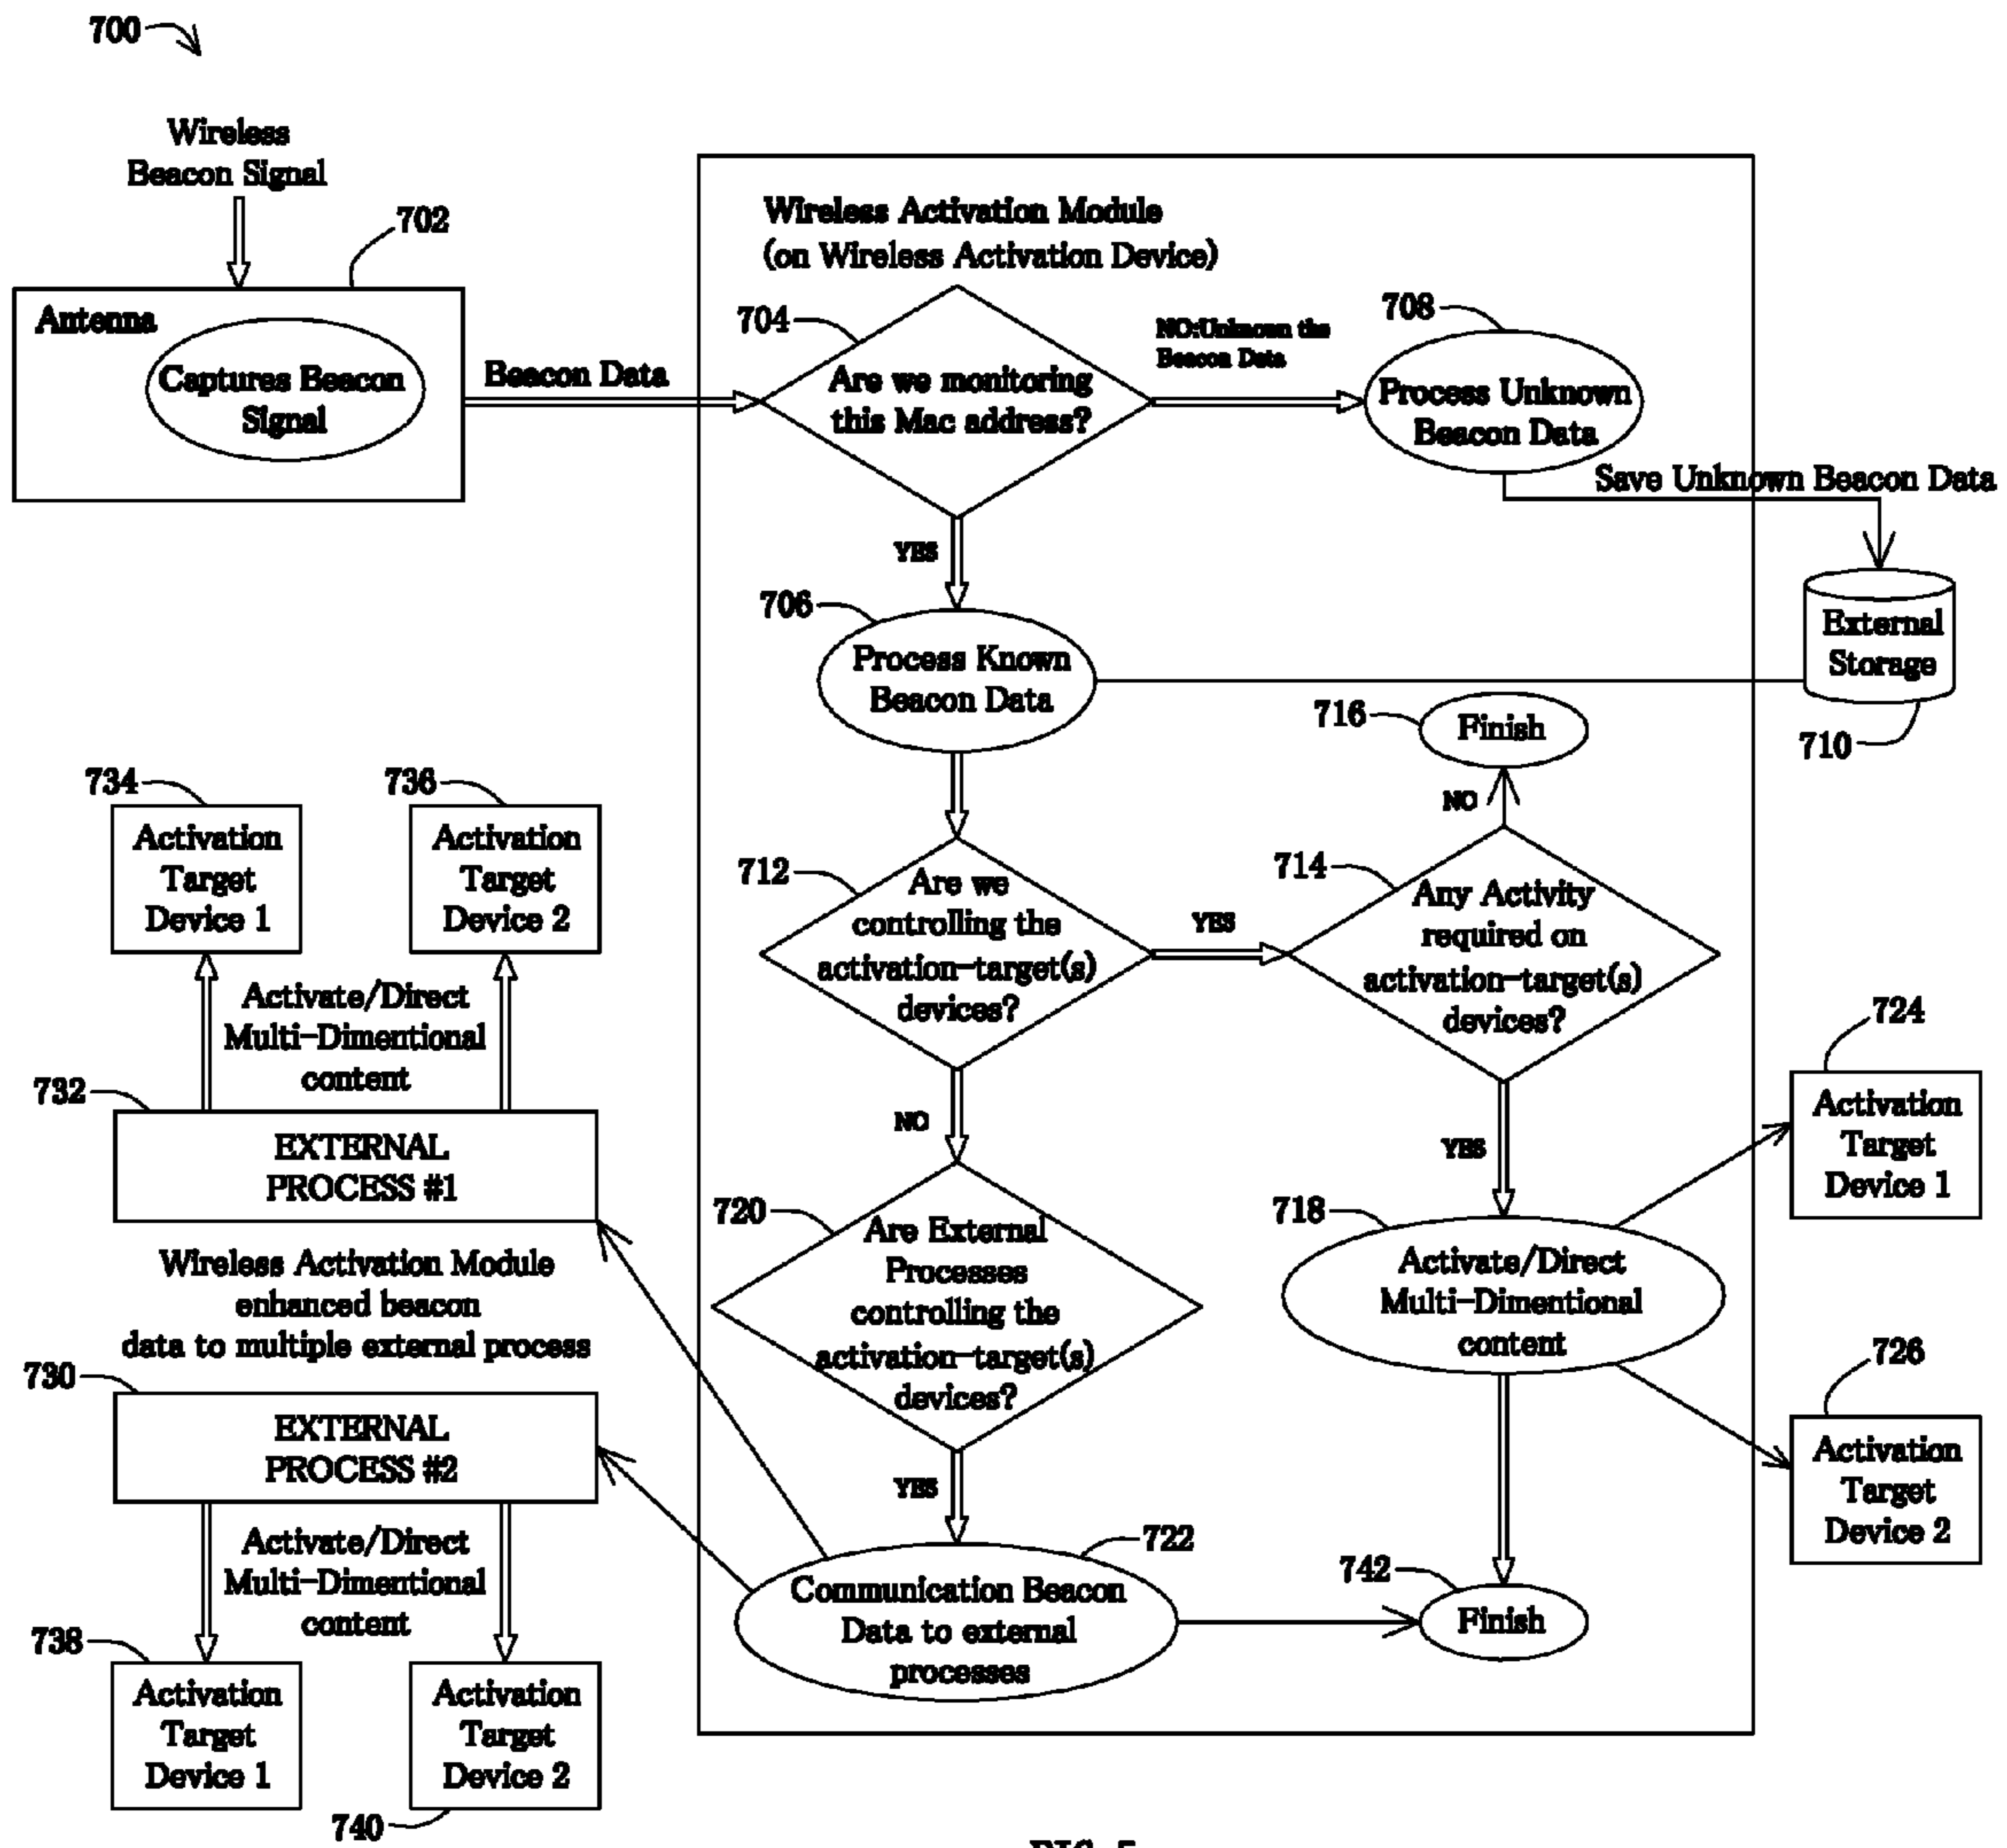 700
Wireless
Beacon Signal
702
Antenna
Captures Beacon
Signal
Beacon Data
Wireless Activation Module
(on Wireless Activation Device)
704
Are we monitoring
this Mac address?
NO:Unknown the
Beacon Data
708
Process Unknown
Beacon Data
Save Unknown Beacon Data
YES
706
Process Known
Beacon Data
External
Storage
710
716
Finish
NO
712
Are we
controlling the
activation-target(s)
devices?
YES
714
Any Activity
required on
activation-target(s)
devices?
734
Activation
Target
Device 1
736
Activation
Target
Device 2
Activate/Direct
Multi-Dimentional
content
732
EXTERNAL
PROCESS #1
NO
YES
724
Activation
Target
Device 1
720
Are External
Processes
controlling the
activation-target(s)
devices?
718
Activate/Direct
Multi-Dimentional
content
Wireless Activation Module
enhanced beacon
data to multiple external process
730
EXTERNAL
PROCESS #2
726
Activation
Target
Device 2
YES
Activate/Direct
Multi-Dimentional
content
722
Communication Beacon
Data to external
processes
742
Finish
738
Activation
Target
Device 1
Activation
Target
Device 2
740